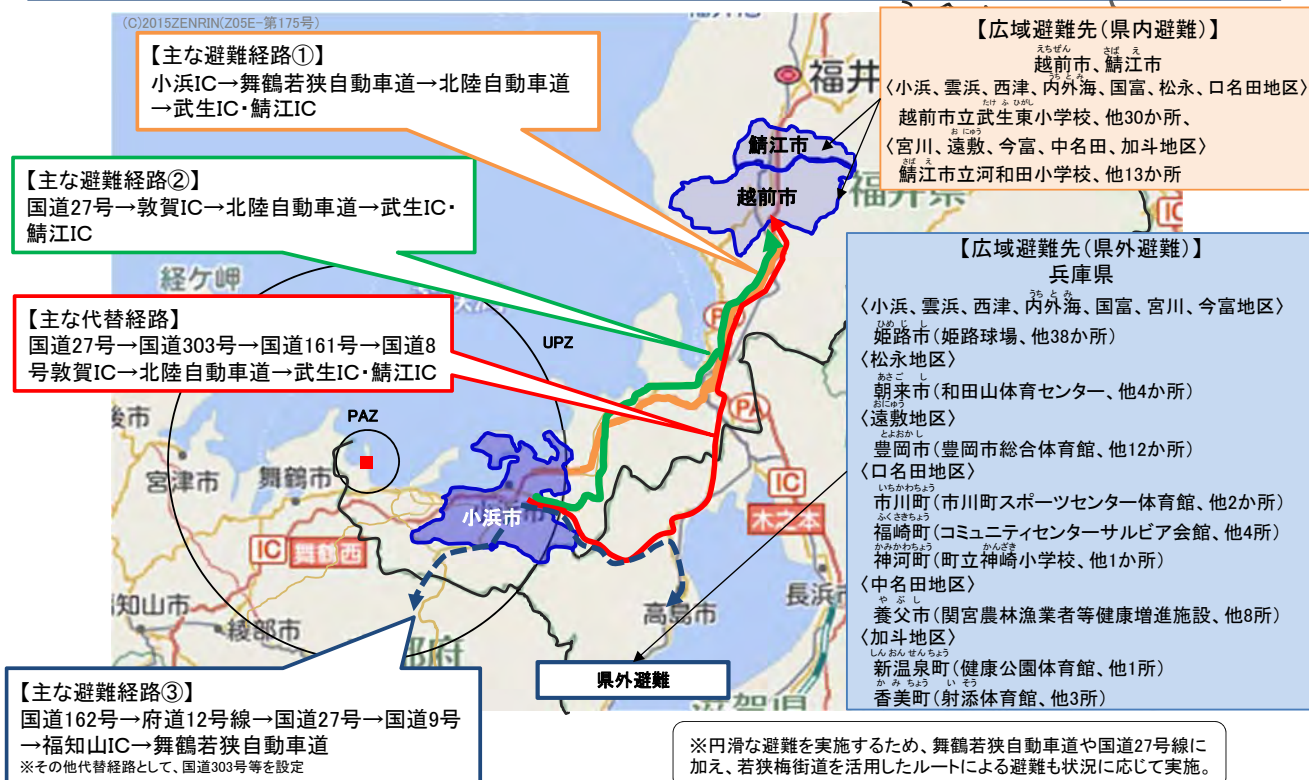 (C)2015ZENRIN(Z05E-第175号)
【主な避難経路①】
小浜IC→舞鶴若狭自動車道→北陸自動車道
→武生IC・鯖江IC
【主な避難経路②】
国道27号→敦賀IC→北陸自動車道→武生IC・
鯖江IC
【主な代替経路】
国道27号→国道303号→国道161号→国道8
号敦賀IC→北陸自動車道→武生IC・鯖江IC
【主な避難経路③】
国道162号→府道12号線→国道27号→国道9号
→福知山IC→舞鶴若狭自動車道
※その他代替経路として、国道303号等を設定
福井
鯖江市
越前市
福井県
IC
経ケ岬
UPZ
PAZ
PA
宮津市
舞鶴市
小浜市
IC
木之本
IC 舞鶴西
知山市
綾部市
都府
高島市
長浜市
滋賀県
県外避難
【広域避難先(県内避難)】
えちぜん さばえ
越前市、鯖江市
うちとみ
〈小浜、雲浜、西津、内外海、国富、松永、口名田地区〉
たけふひがし
越前市立武生東小学校、他30か所、
おにゅう
〈宮川、遠敷、今富、中名田、加斗地区〉
さばえ
鯖江市立河和田小学校、他13か所
【広域避難先(県外避難)】
兵庫県
うちとみ
〈小浜、雲浜、西津、内外海、国富、宮川、今富地区〉
ひめじし
姫路市(姫路球場、他38か所)
〈松永地区〉
あさごし
朝来市(和田山体育センター、他4か所)
おにゅう
〈遠敷地区〉
とよおかし
豊岡市(豊岡市総合体育館、他12か所)
〈口名田地区〉
いちかわちょう
市川町(市川町スポーツセンター体育館、他2か所)
ふくさきちょう
福崎町(コミュニティセンターサルビア会館、他4所)
かみかわちょう かんざき
神河町(町立神崎小学校、他1か所)
〈中名田地区〉
やぶし
養父市(関宮農林漁業者等健康増進施設、他8所)
〈加斗地区〉
しんおんせんちょう
新温泉町(健康公園体育館、他1所)
かみちょう いそう
香美町(射添体育館、他3所)
※円滑な避難を実施するため、舞鶴若狭自動車道や国道27号線に
加え、若狭梅街道を活用したルートによる避難も状況に応じて実施。